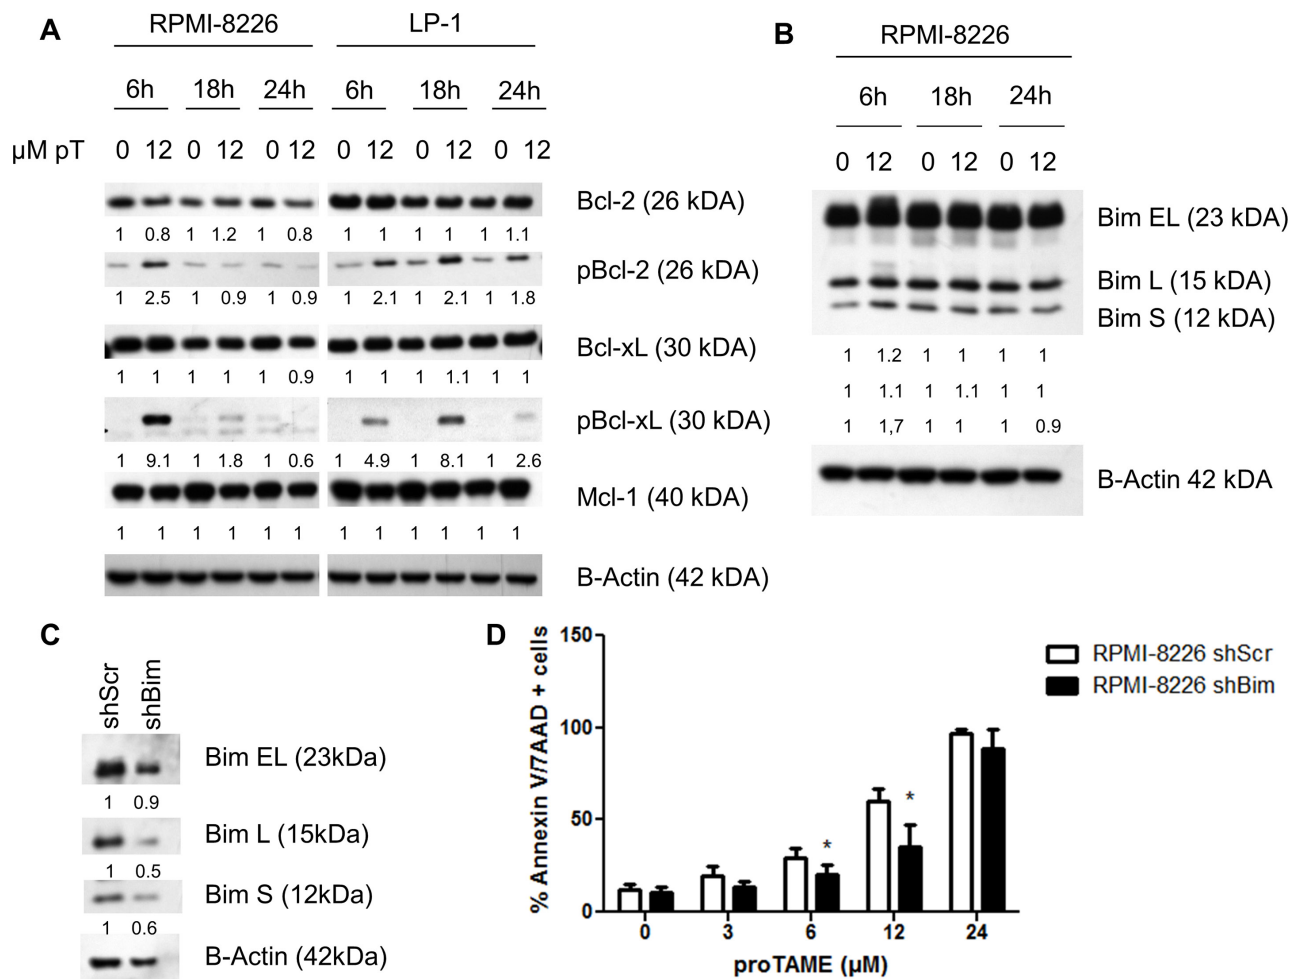 A
RPMI-8226 LP-1
6h 18h 24h 6h 18h 24h
µM pT 0 12 0 12 0 12 0 12 0 12 0 12
Bcl-2 (26 kDA)
1 0.8 1 1.2 1 0.8 1 1 1 1 1 1.1
pBcl-2 (26 kDA)
1 2.5 1 0.9 1 0.9 1 2.1 1 2.1 1 1.8
Bcl-xL (30 kDA)
1 1 1 1 1 0.9 1 1 1 1.1 1 1
pBcl-xL (30 kDA)
1 9.1 1 1.8 1 0.6 1 4.9 1 8.1 1 2.6
Mcl-1 (40 kDA)
1 1 1 1 1 1 1 1 1 1 1 1
B-Actin (42 kDA)
B
RPMI-8226
6h 18h 24h
0 12 0 12 0 12
Bim EL (23 kDA)
Bim L (15 kDA)
Bim S (12 kDA)
1 1.2 1 1 1 1
1 1.1 1 1.1 1 1
1 1,7 1 1 1 0.9
B-Actin 42 kDA
C
shScr shBim
Bim EL (23kDa)
1 0.9
Bim L (15kDa)
1 0.5
Bim S (12kDa)
1 0.6
B-Actin (42kDa)
D
% Annexin V/7AAD + cells
150
100
50
0
* *
0 3 6 12 24
proTAME (µM)
RPMI-8226 shScr
RPMI-8226 shBim